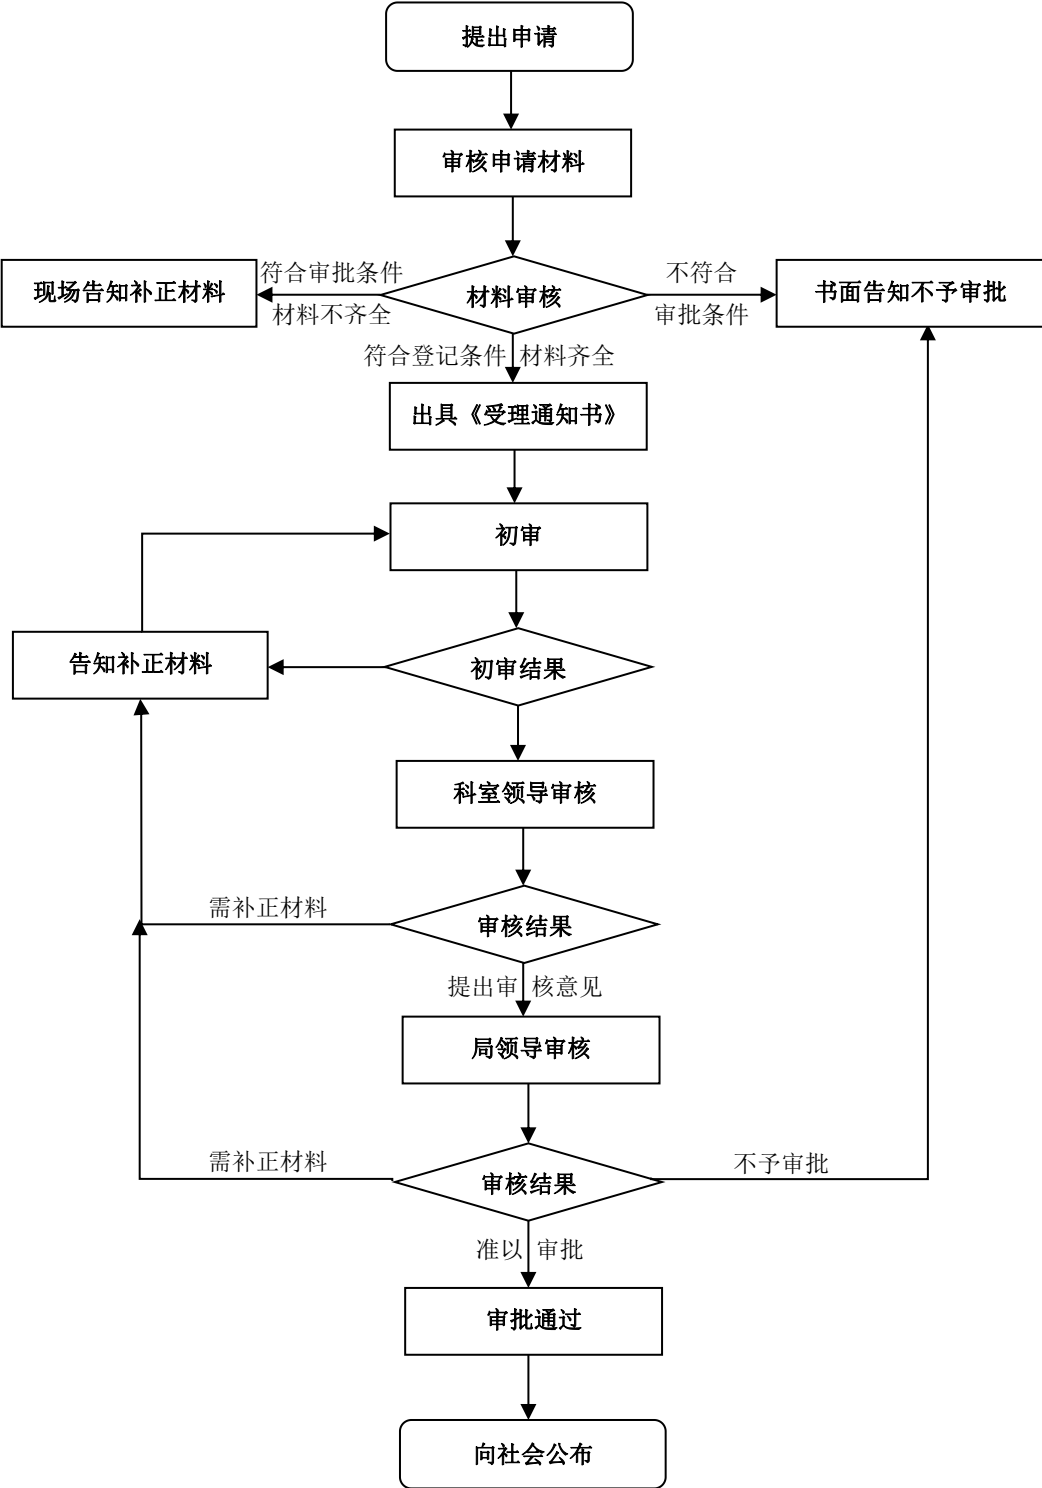 提出申请
审核申请材料
符合审批条件
不符合
现场告知补正材料
材料审核
书面告知不予审批
材料不齐全
审批条件
符合登记条件 材料齐全
出具《受理通知书》
初审
告知补正材料
初审结果
科室领导审核
需补正材料
审核结果
提出审 核意见
局领导审核
需补正材料
不予审批
审核结果
准以 审批
审批通过
向社会公布